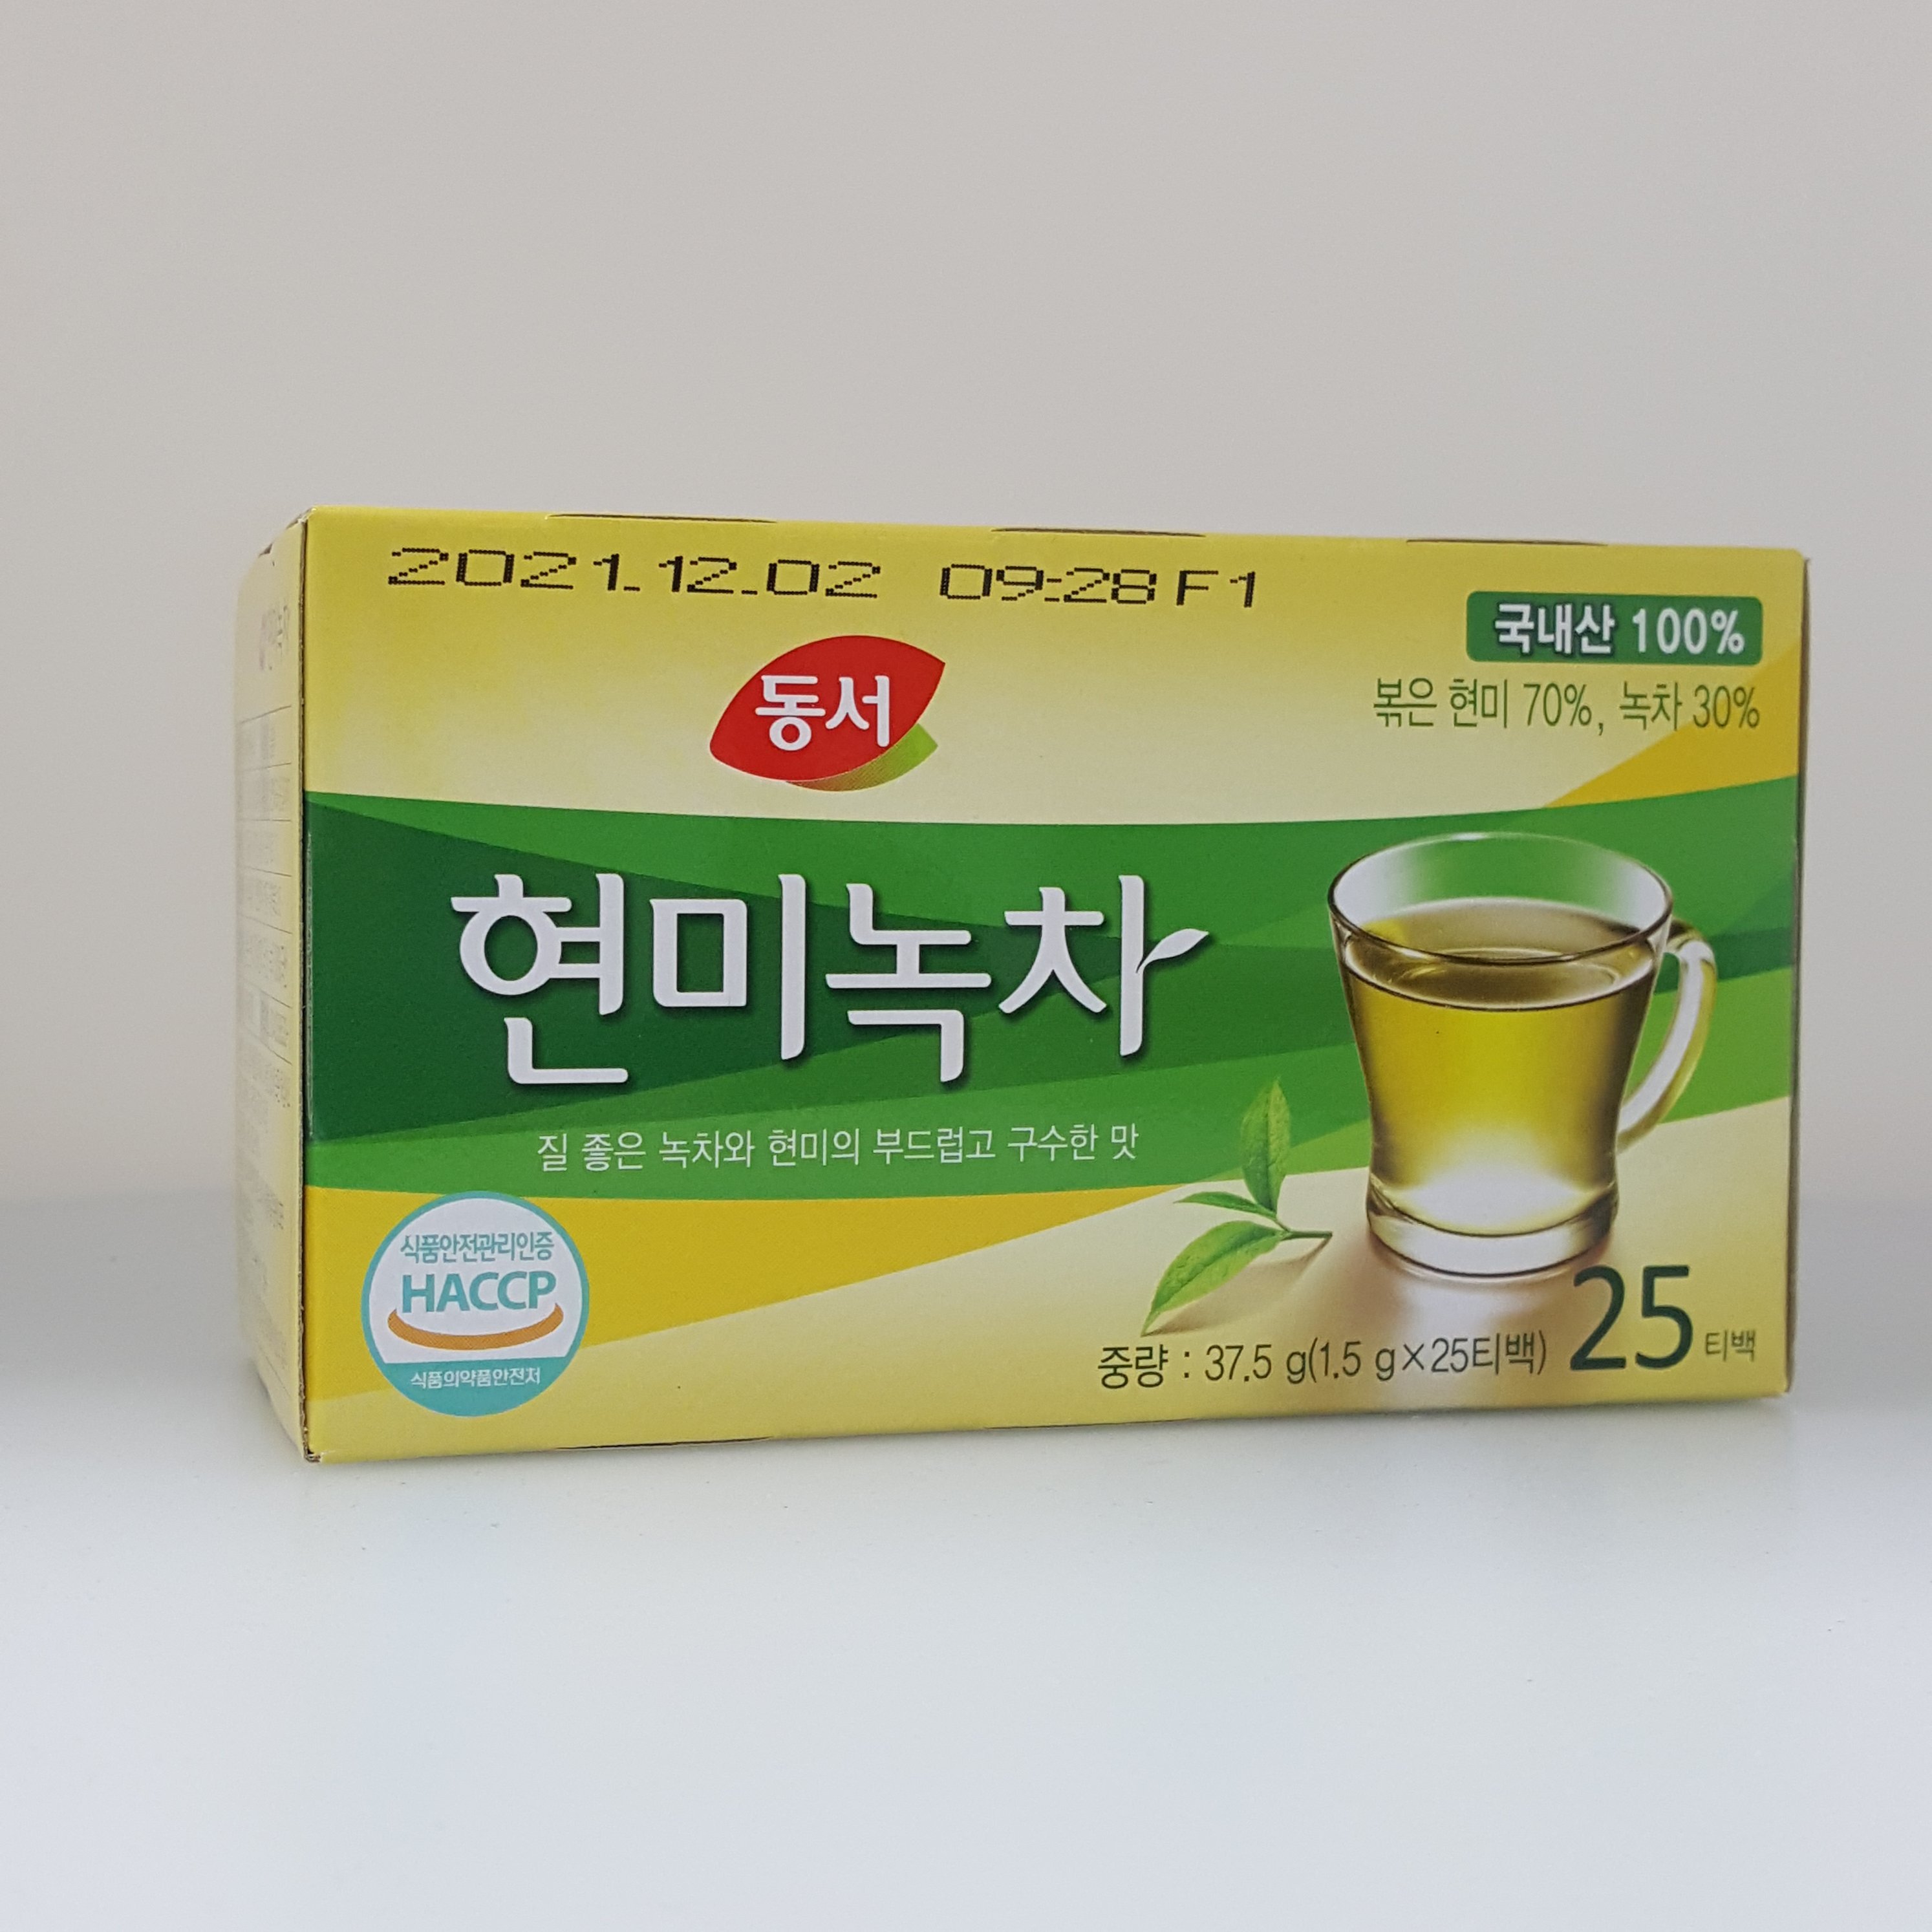 2021.12.02 09:28 F1
국내산 100%
볶은 현미 70%, 녹차 30%
동서
현미녹차
질 좋은 녹차와 현미의 부드럽고 구수한 맛
식품안전관리인증
HACCP
식품의약품안전처
중량 : 37.5 g(1.5 g×25티백)
25 티백